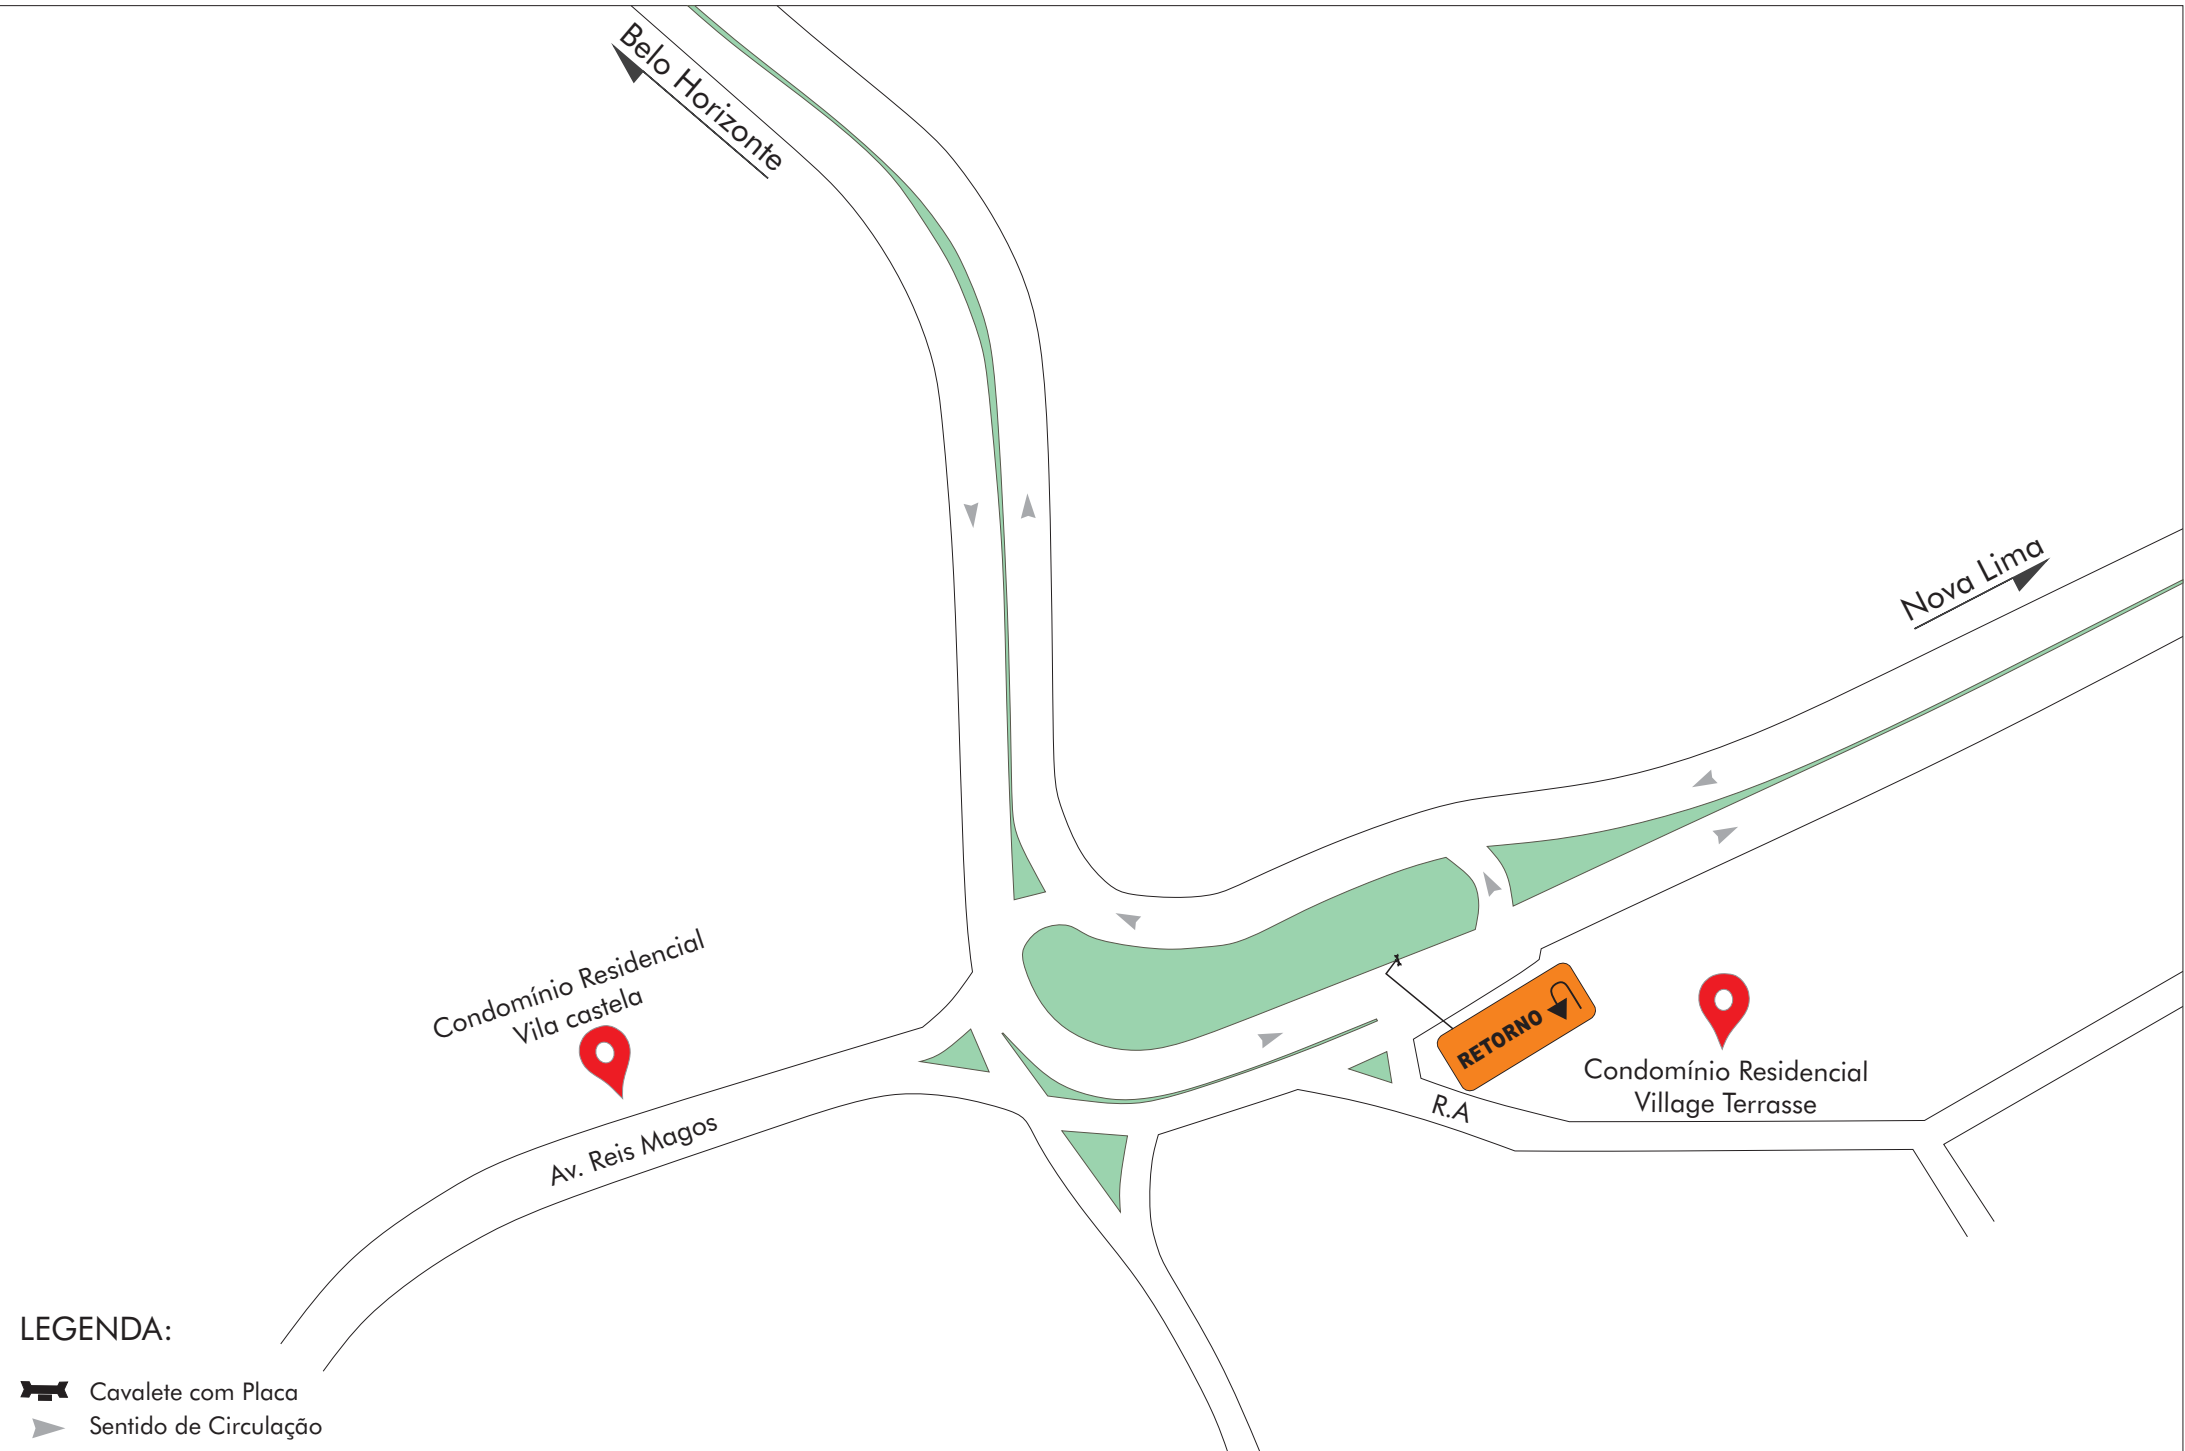 Belo Horizonte
Nova Lima
Condomínio Residencial
Vila castela
RETORNO
Condomínio Residencial
Village Terrasse
R.A
Av. Reis Magos
LEGENDA:
Cavalete com Placa
Sentido de Circulação